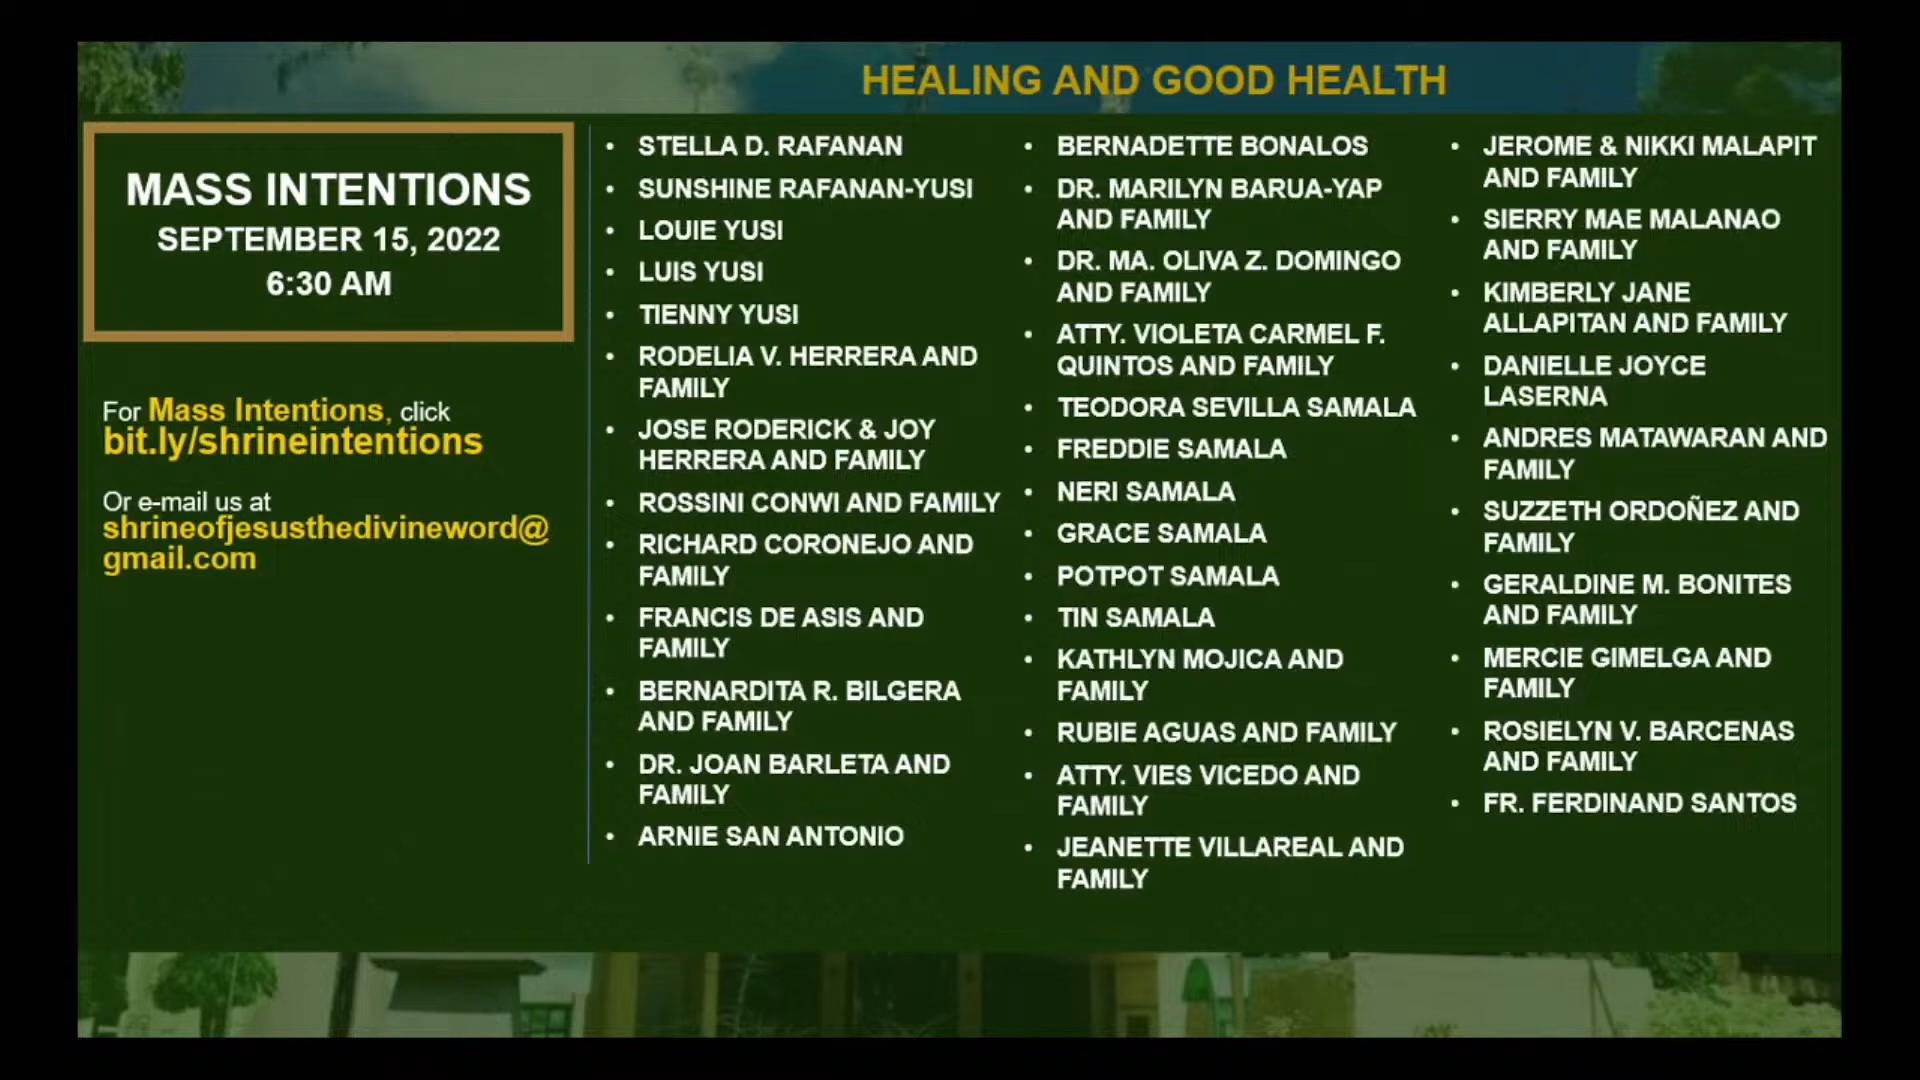 HEALING AND GOOD HEALTH
MASS INTENTIONS
SEPTEMBER 15, 2022
6:30 AM
For Mass Intentions, click
bit.ly/shrineintentions
Or e-mail us at
shrineofjesusthedivineword@
gmail.com
• STELLA D. RAFANAN
• SUNSHINE RAFANAN-YUSI
• LOUIE YUSI
• LUIS YUSI
• TIENNY YUSI
• RODELIA V. HERRERA AND
FAMILY
• JOSE RODERICK & JOY
HERRERA AND FAMILY
• ROSSINI CONWI AND FAMILY
• RICHARD CORONEJO AND
FAMILY
• FRANCIS DE ASIS AND
FAMILY
• BERNARDITA R. BILGERA
AND FAMILY
• DR. JOAN BARLETA AND
FAMILY
• ARNIE SAN ANTONIO
• BERNADETTE BONALOS
• DR. MARILYN BARUA-YAP
AND FAMILY
• DR. MA. OLIVA Z. DOMINGO
AND FAMILY
• ATTY. VIOLETA CARMEL F.
QUINTOS AND FAMILY
• TEODORA SEVILLA SAMALA
• FREDDIE SAMALA
• NERI SAMALA
• GRACE SAMALA
• POTPOT SAMALA
• TIN SAMALA
• KATHLYN MOJICA AND
FAMILY
• RUBIE AGUAS AND FAMILY
• ATTY. VIES VICEDO AND
FAMILY
• JEANETTE VILLAREAL AND
FAMILY
• JEROME & NIKKI MALAPIT
AND FAMILY
• SIERRY MAE MALANAO
AND FAMILY
• KIMBERLY JANE
ALLAPITAN AND FAMILY
• DANIELLE JOYCE
LASERNA
• ANDRES MATAWARAN AND
FAMILY
• SUZZETH ORDOÑEZ AND
FAMILY
• GERALDINE M. BONITES
AND FAMILY
• MERCIE GIMELGA AND
FAMILY
• ROSIELYN V. BARCENAS
AND FAMILY
• FR. FERDINAND SANTOS